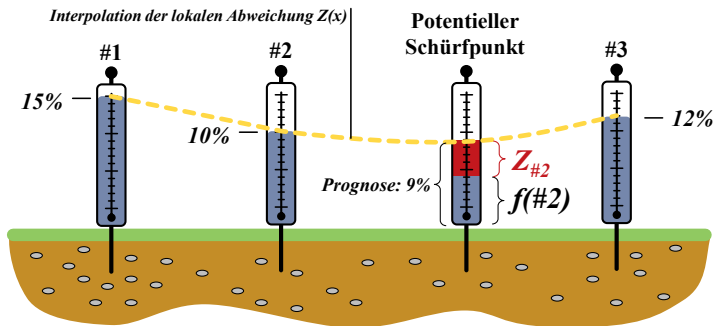 Interpolation der lokalen Abweichung Z(x)
Potentieller
Schürfpunkt
#1
#2
#3
15%
10%
12%
Prognose: 9%
Z#2
f(#2)